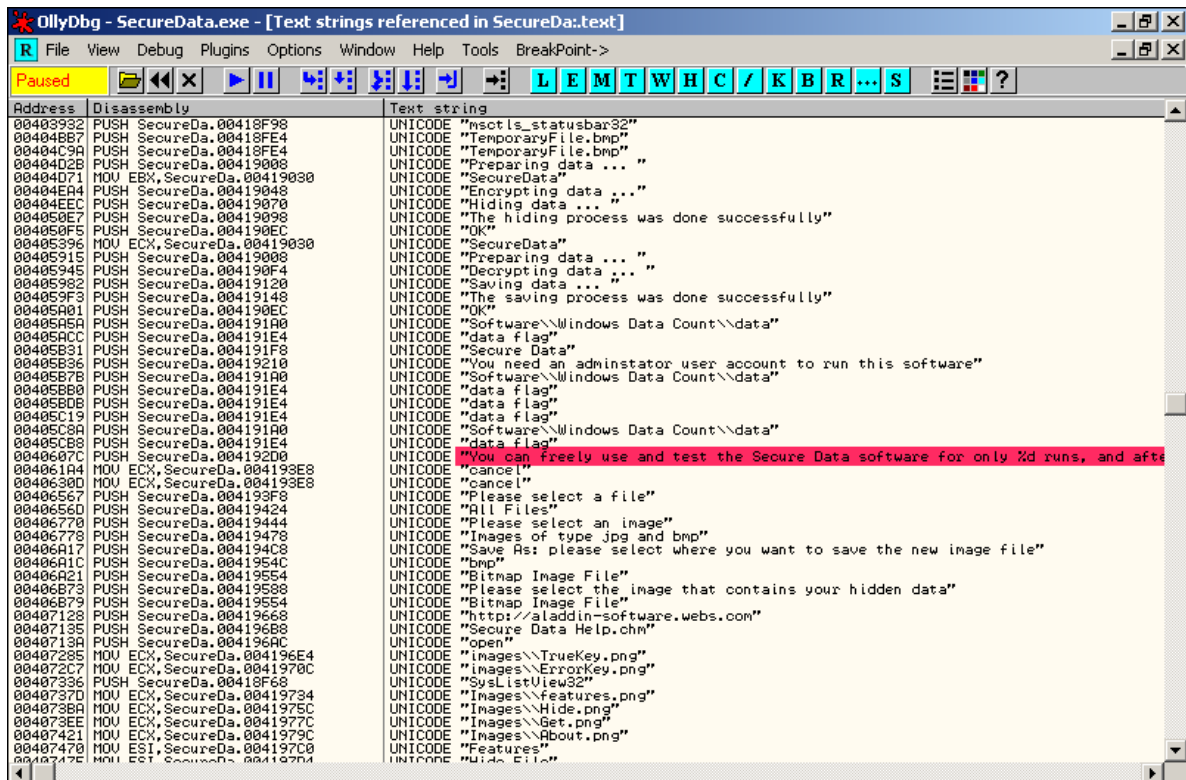 OllyDbg - SecureData.exe - [Text strings referenced in SecureDa:.text]
R File View Debug Plugins Options Window Help Tools BreakPoint->
Paused L E M T W H C / K B R ... S ?
Address Disassembly Text string
00403932 PUSH SecureDa.00418F98 UNICODE "msctls_statusbar32"
00404BB7 PUSH SecureDa.00418FE4 UNICODE "TemporaryFile.bmp"
00404C9A PUSH SecureDa.00418FE4 UNICODE "TemporaryFile.bmp"
00404D2B PUSH SecureDa.00419008 UNICODE "Preparing data ... "
00404D71 MOV EBX,SecureDa.00419030 UNICODE "SecureData"
00404EA4 PUSH SecureDa.00419048 UNICODE "Encrypting data ..."
00404EEC PUSH SecureDa.00419070 UNICODE "Hiding data ... "
004050E7 PUSH SecureDa.00419098 UNICODE "The hiding process was done successfully"
004050F5 PUSH SecureDa.004190EC UNICODE "OK"
00405396 MOV ECX,SecureDa.00419030 UNICODE "SecureData"
00405915 PUSH SecureDa.00419008 UNICODE "Preparing data ... "
00405945 PUSH SecureDa.004190F4 UNICODE "Decrypting data ... "
00405982 PUSH SecureDa.00419120 UNICODE "Saving data ... "
004059F3 PUSH SecureDa.00419148 UNICODE "The saving process was done successfully"
00405A01 PUSH SecureDa.004190EC UNICODE "OK"
00405A5A PUSH SecureDa.004191A0 UNICODE "Software\\Windows Data Count\\data"
00405ACC PUSH SecureDa.004191E4 UNICODE "data flag"
00405B31 PUSH SecureDa.004191F8 UNICODE "Secure Data"
00405B36 PUSH SecureDa.00419210 UNICODE "You need an adminstator user account to run this software"
00405B7B PUSH SecureDa.004191A0 UNICODE "Software\\Windows Data Count\\data"
00405BB0 PUSH SecureDa.004191E4 UNICODE "data flag"
00405BDB PUSH SecureDa.004191E4 UNICODE "data flag"
00405C19 PUSH SecureDa.004191E4 UNICODE "data flag"
00405C8A PUSH SecureDa.004191A0 UNICODE "Software\\Windows Data Count\\data"
00405CB8 PUSH SecureDa.004191E4 UNICODE "data flag"
0040607C PUSH SecureDa.004192D0 UNICODE "You can freely use and test the Secure Data software for only %d runs, and afte
004061A4 MOV ECX,SecureDa.004193E8 UNICODE "cancel"
0040630D MOV ECX,SecureDa.004193E8 UNICODE "cancel"
00406567 PUSH SecureDa.004193F8 UNICODE "Please select a file"
0040656D PUSH SecureDa.00419424 UNICODE "All Files"
00406770 PUSH SecureDa.00419444 UNICODE "Please select an image"
00406778 PUSH SecureDa.00419478 UNICODE "Images of type jpg and bmp"
00406A17 PUSH SecureDa.004194C8 UNICODE "Save As: please select where you want to save the new image file"
00406A1C PUSH SecureDa.0041954C UNICODE "bmp"
00406A21 PUSH SecureDa.00419554 UNICODE "Bitmap Image File"
00406B73 PUSH SecureDa.00419588 UNICODE "Please select the image that contains your hidden data"
00406B79 PUSH SecureDa.00419554 UNICODE "Bitmap Image File"
00407128 PUSH SecureDa.00419668 UNICODE "http://aladdin-software.webs.com"
00407135 PUSH SecureDa.004196B8 UNICODE "Secure Data Help.chm"
0040713A PUSH SecureDa.004196AC UNICODE "open"
00407285 MOV ECX,SecureDa.004196E4 UNICODE "images\\TrueKey.png"
004072C7 MOV ECX,SecureDa.0041970C UNICODE "images\\ErrorKey.png"
00407336 PUSH SecureDa.00418F68 UNICODE "SysListView32"
0040737D MOV ECX,SecureDa.00419734 UNICODE "Images\\features.png"
004073BA MOV ECX,SecureDa.0041975C UNICODE "Images\\Hide.png"
004073EE MOV ECX,SecureDa.0041977C UNICODE "Images\\Get.png"
00407421 MOV ECX,SecureDa.0041979C UNICODE "Images\\About.png"
00407470 MOV ESI,SecureDa.004197C0 UNICODE "Features"
0040747F MOV ESI,SecureDa.004197D4 UNICODE "Hide File"